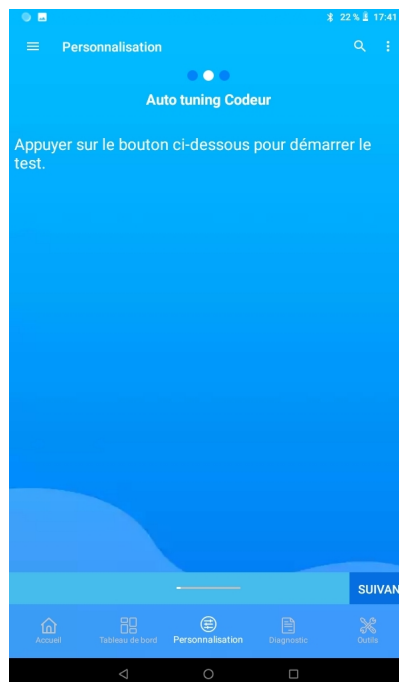 22 % 17:41
Personnalisation
Auto tuning Codeur
Appuyer sur le bouton ci-dessous pour démarrer le
test.
SUIVAN
Accueil
Tableau de bord
Personnalisation
Diagnostic
Outils